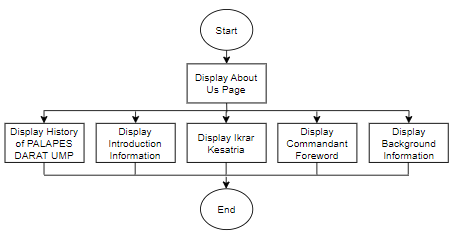 Start
Display About
Us Page
Display History
of PALAPES
DARAT UMP
Display
Introduction
Information
Display Ikrar
Kesatria
Display
Commandant
Foreword
Display
Background
Information
End